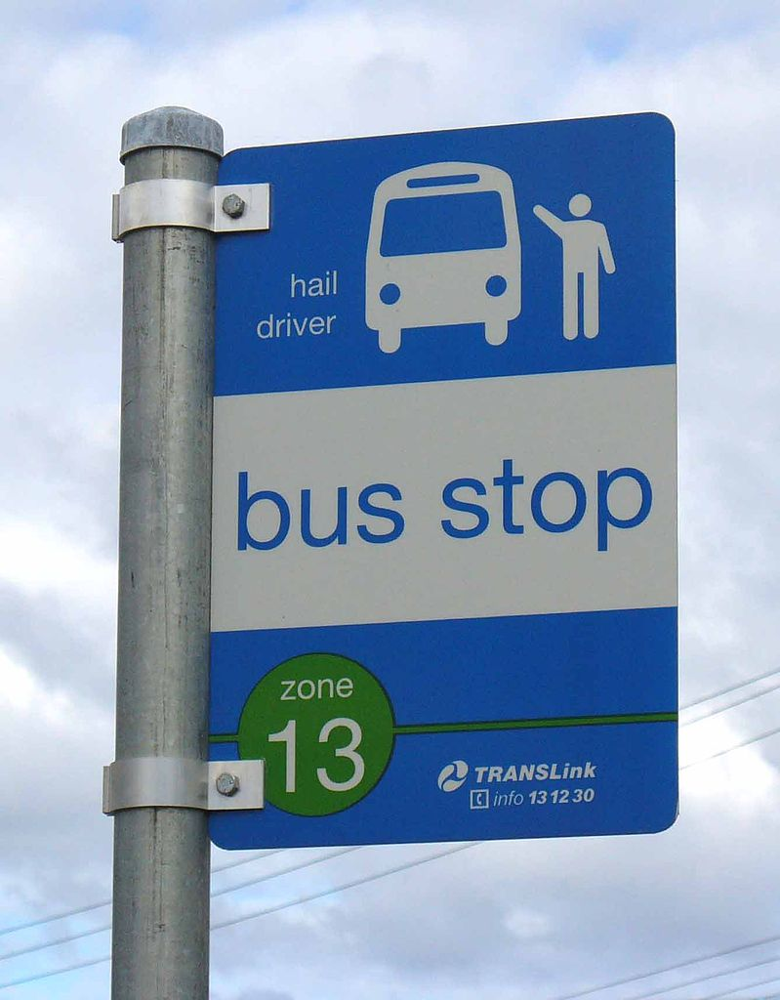 hail
driver
bus stop
zone
13
TRANSLink
info 13 12 30